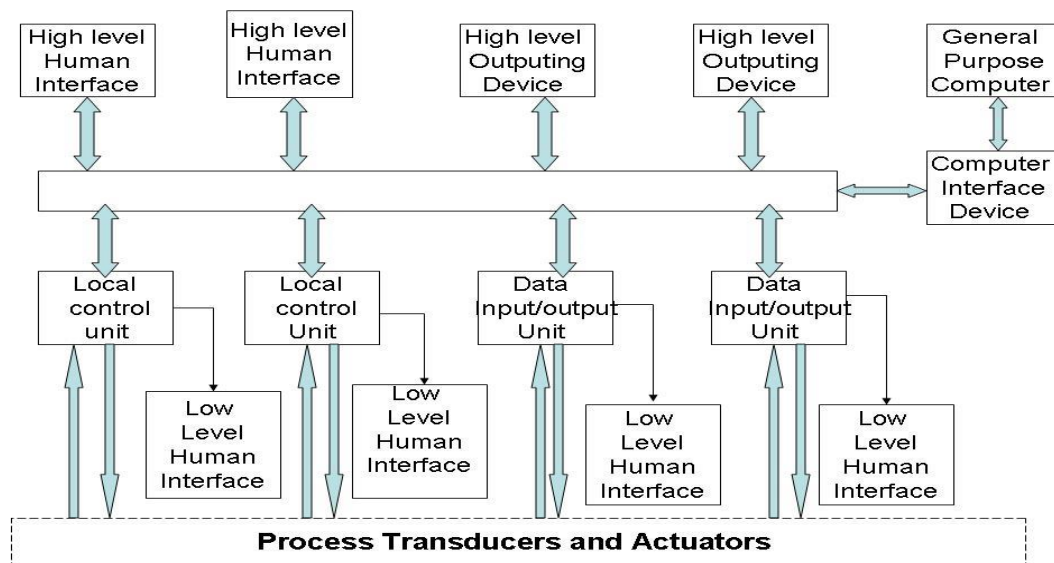 High level
Human
Interface
High level
Human
Interface
High level
Outputing
Device
High level
Outputing
Device
General
Purpose
Computer
Computer
Interface
Device
Local
control
unit
Local
control
Unit
Data
Input/output
Unit
Data
Input/output
Unit
Low
Level
Human
Interface
Low
Level
Human
Interface
Low
Level
Human
Interface
Low
Level
Human
Interface
Process Transducers and Actuators